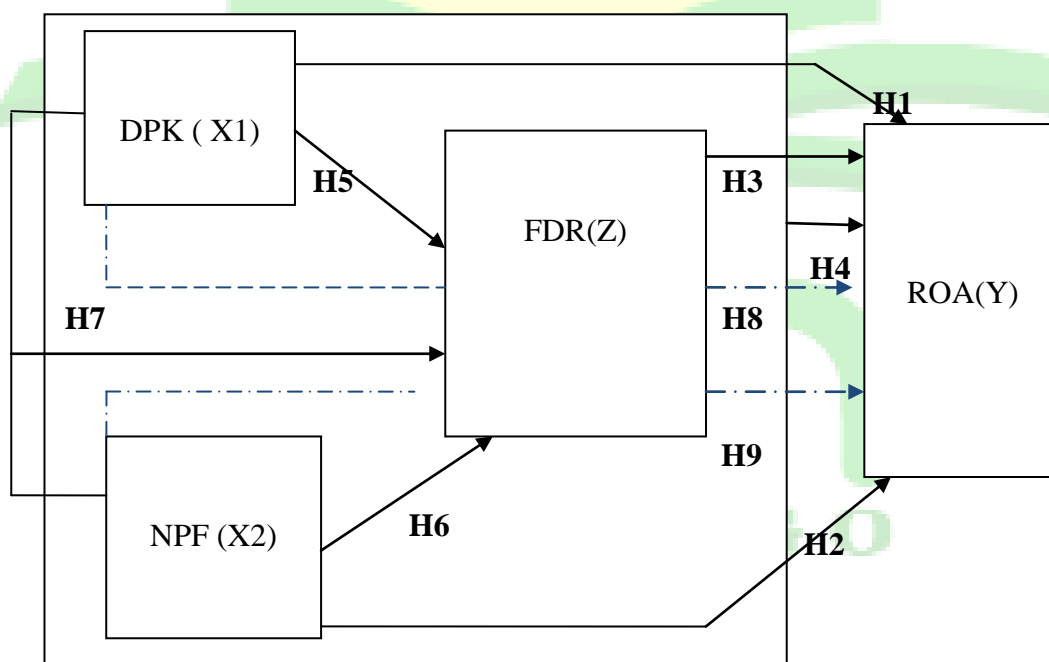 H1
DPK ( X1)
H5
H3
FDR(Z)
H4
ROA(Y)
H7
H8
H9
H6
NPF (X2)
H2